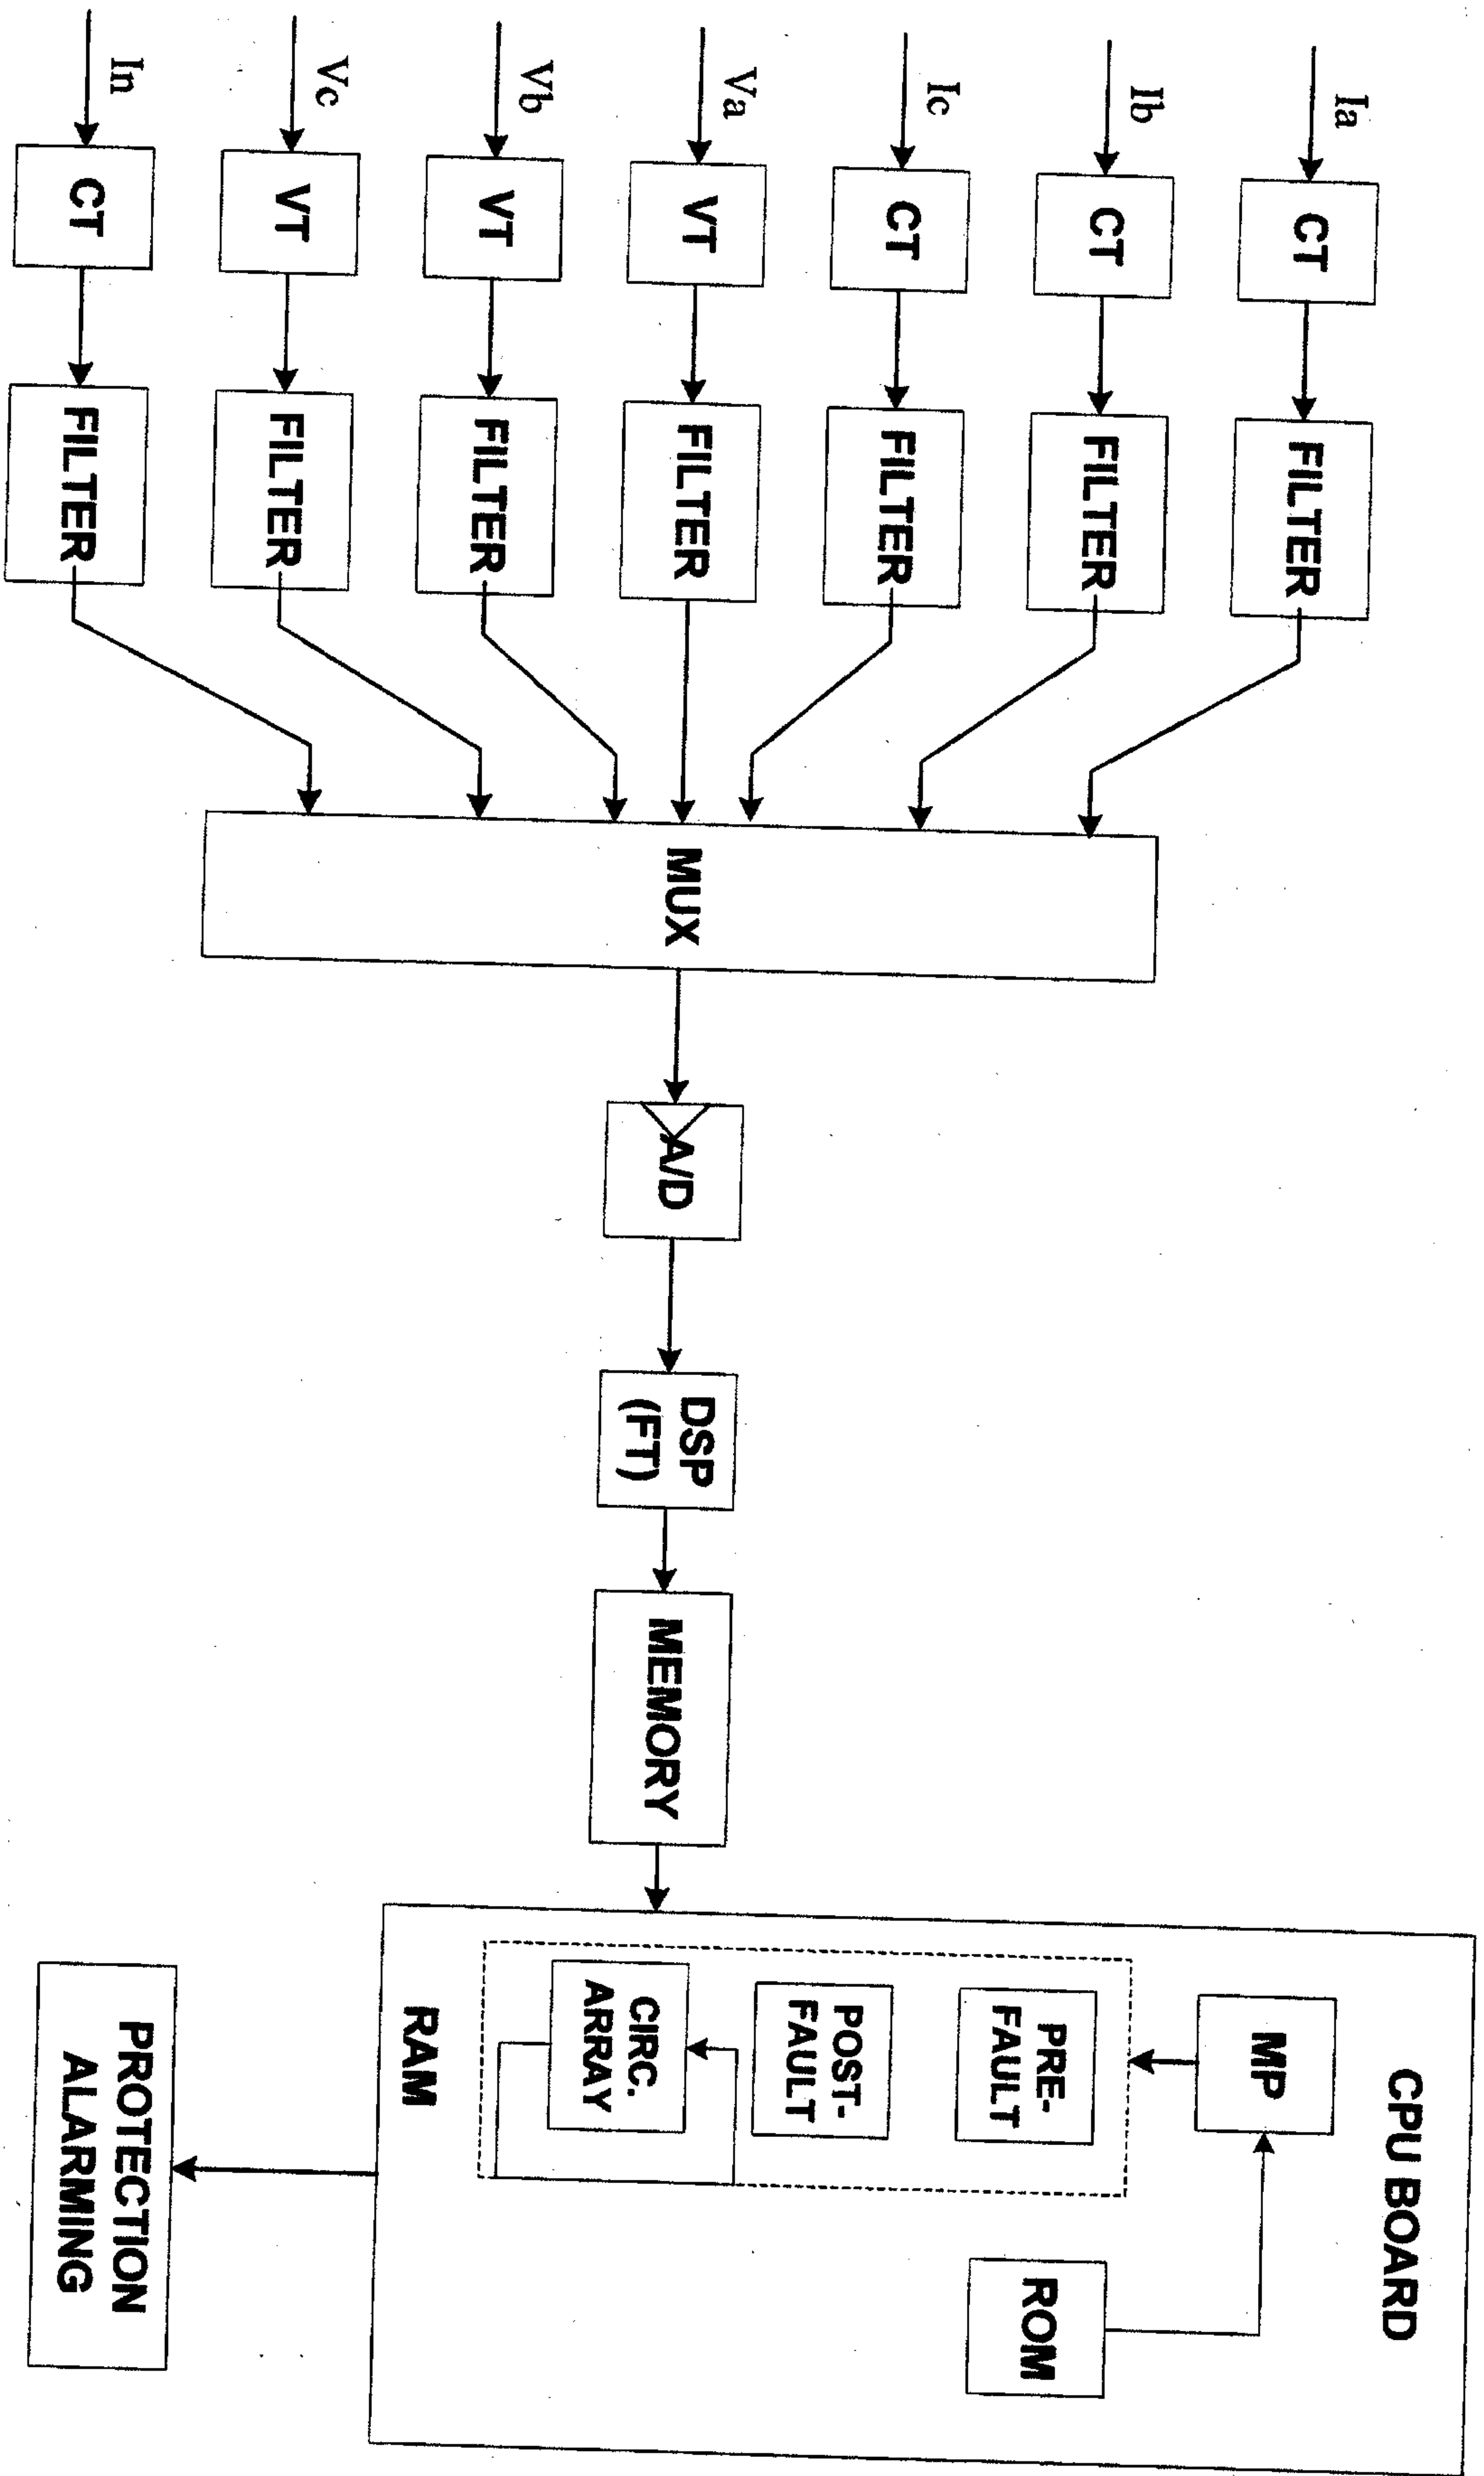 Ia
CT
FILTER
Ib
CT
FILTER
Ic
CT
FILTER
Va
VT
FILTER
Vb
VT
FILTER
Vc
VT
FILTER
In
CT
FILTER
MUX
A/D
DSP
(FT)
MEMORY
CPU BOARD
MP
ROM
PRE-
FAULT
POST-
FAULT
CIRC.
ARRAY
RAM
PROTECTION
ALARMING